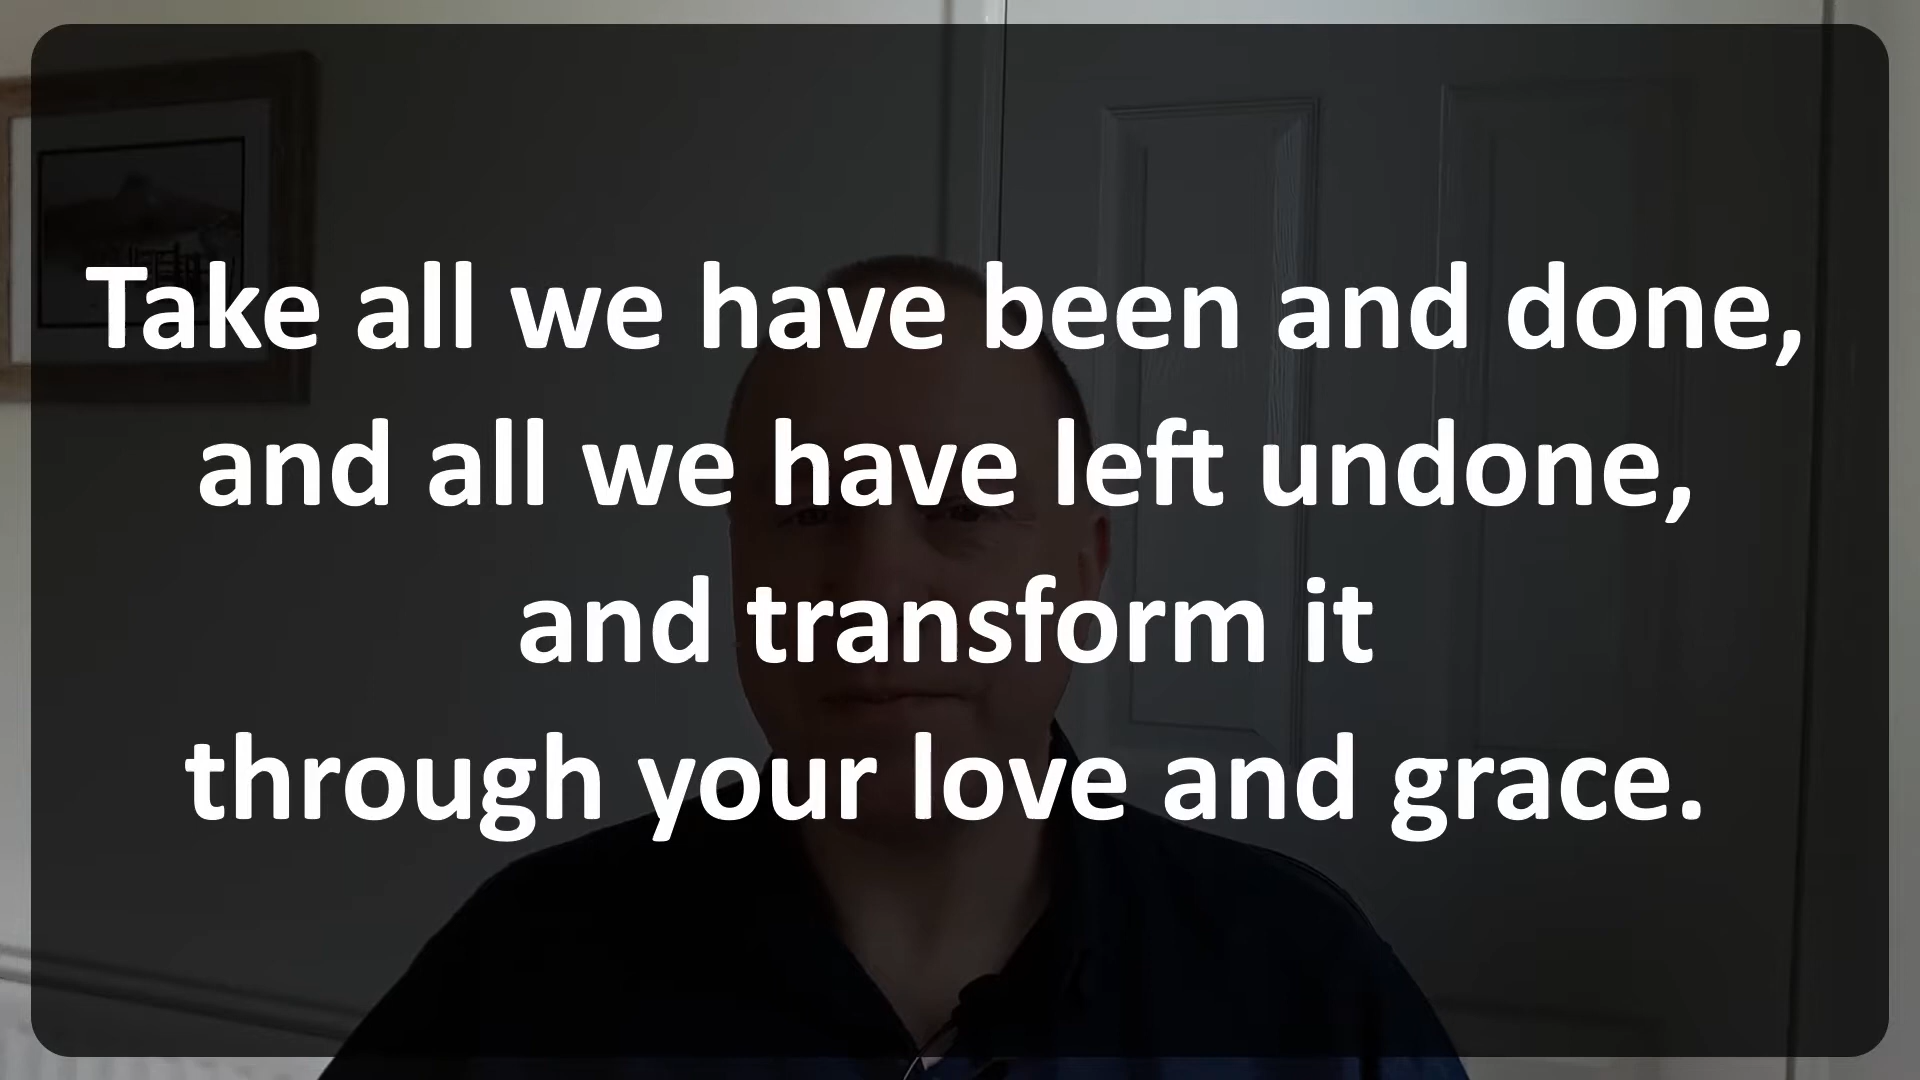 Take all we have been and done,
and all we have left undone,
and transform it
through your love and grace.